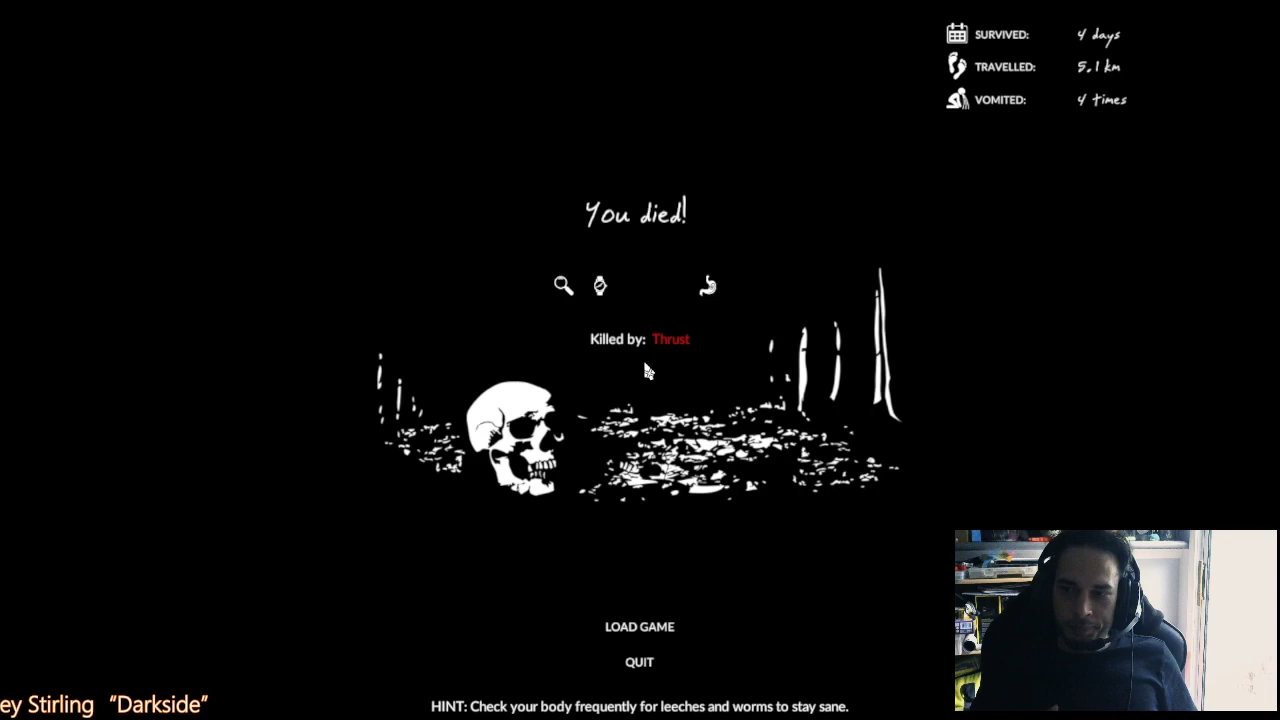 SURVIVED: 4 days
TRAVELLED: 5.1 km
VOMITED: 4 times
You died!
Killed by: Thrust
LOAD GAME
QUIT
ey Stirling “Darkside”
HINT: Check your body frequently for leeches and worms to stay sane.